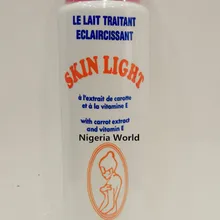 LE LAIT TRAITANT
ECLAIRCISSANT
SKIN LIGHT
à l'extrait de carotte
et à la vitamine E
with carrot extract
and vitamin E
Nigeria World